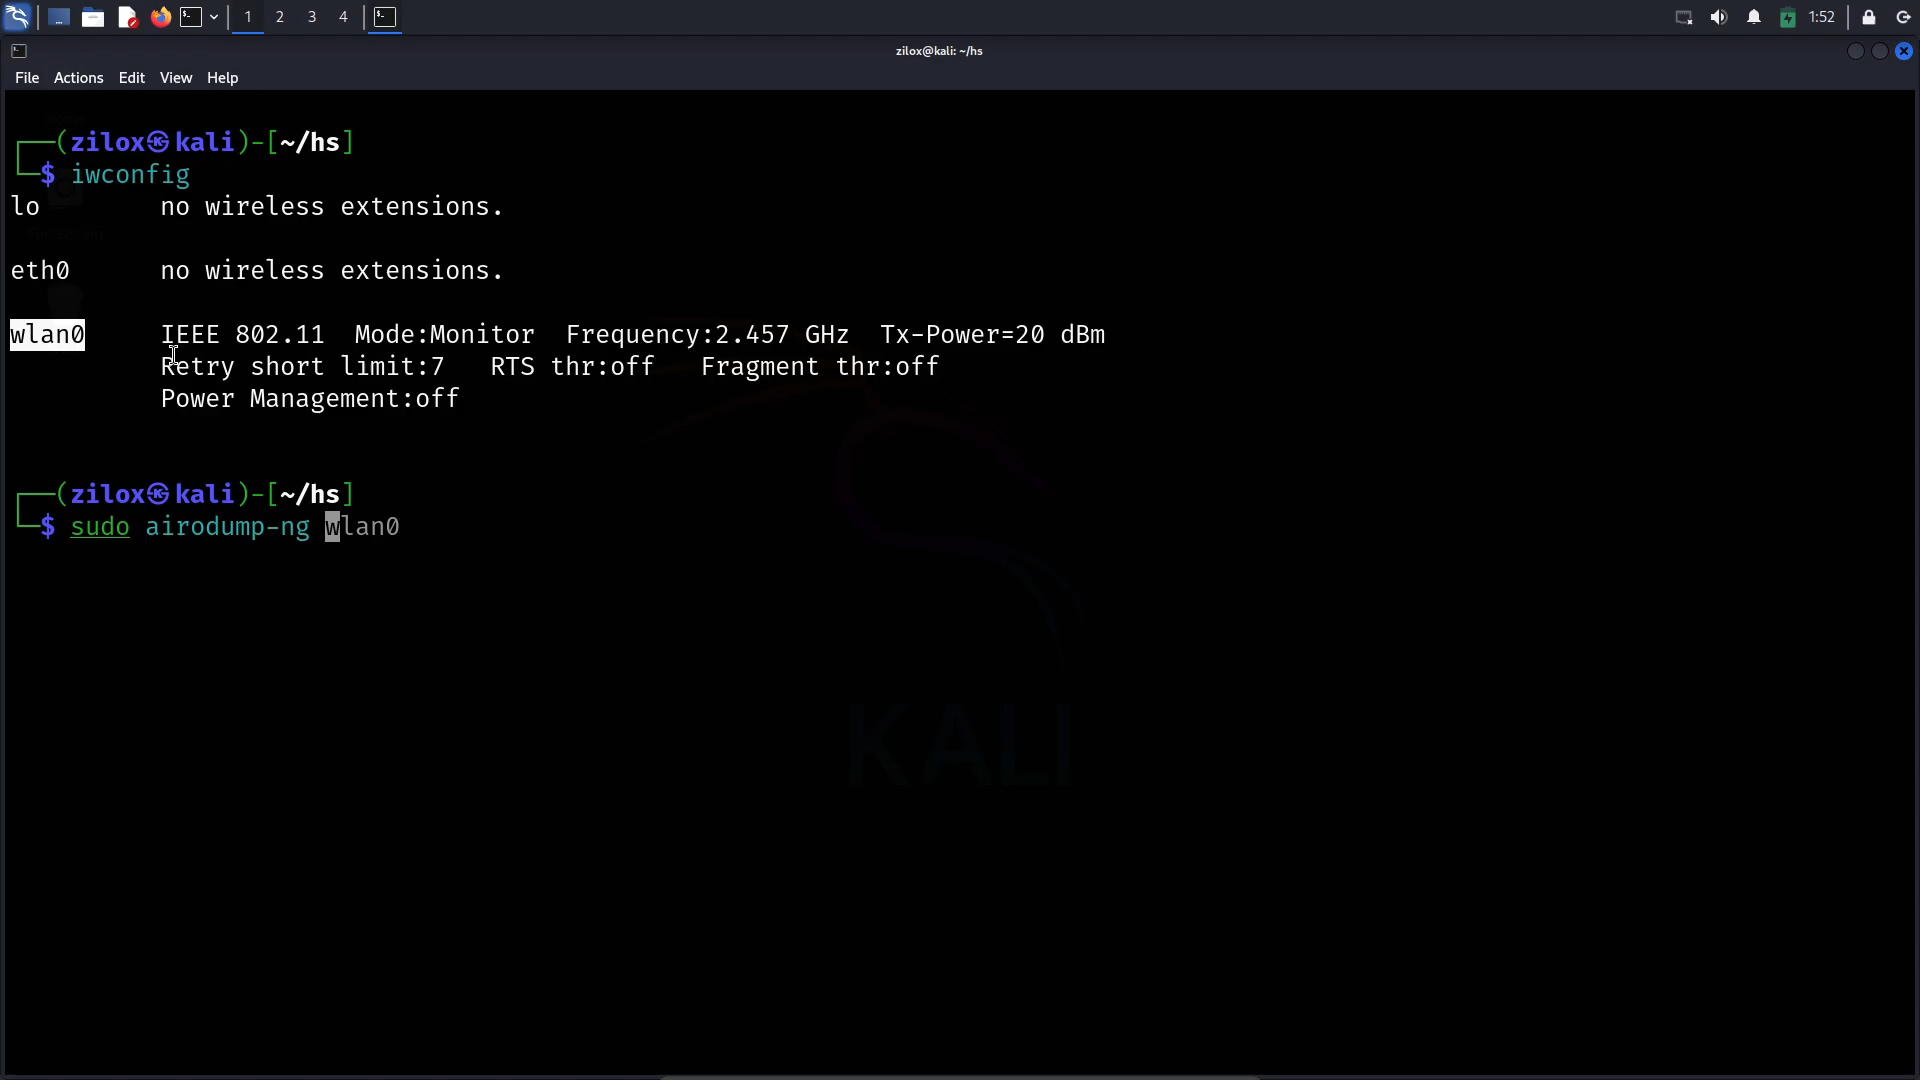 1 2 3 4 1:52
zilox@kali: ~/hs
File Actions Edit View Help
(zilox㉿kali)-[~/hs]
$ iwconfig
lo no wireless extensions.
eth0 no wireless extensions.
wlan0 IEEE 802.11 Mode:Monitor Frequency:2.457 GHz Tx-Power=20 dBm
Retry short limit:7 RTS thr:off Fragment thr:off
Power Management:off
(zilox㉿kali)-[~/hs]
$ sudo airodump-ng wlan0
KALI